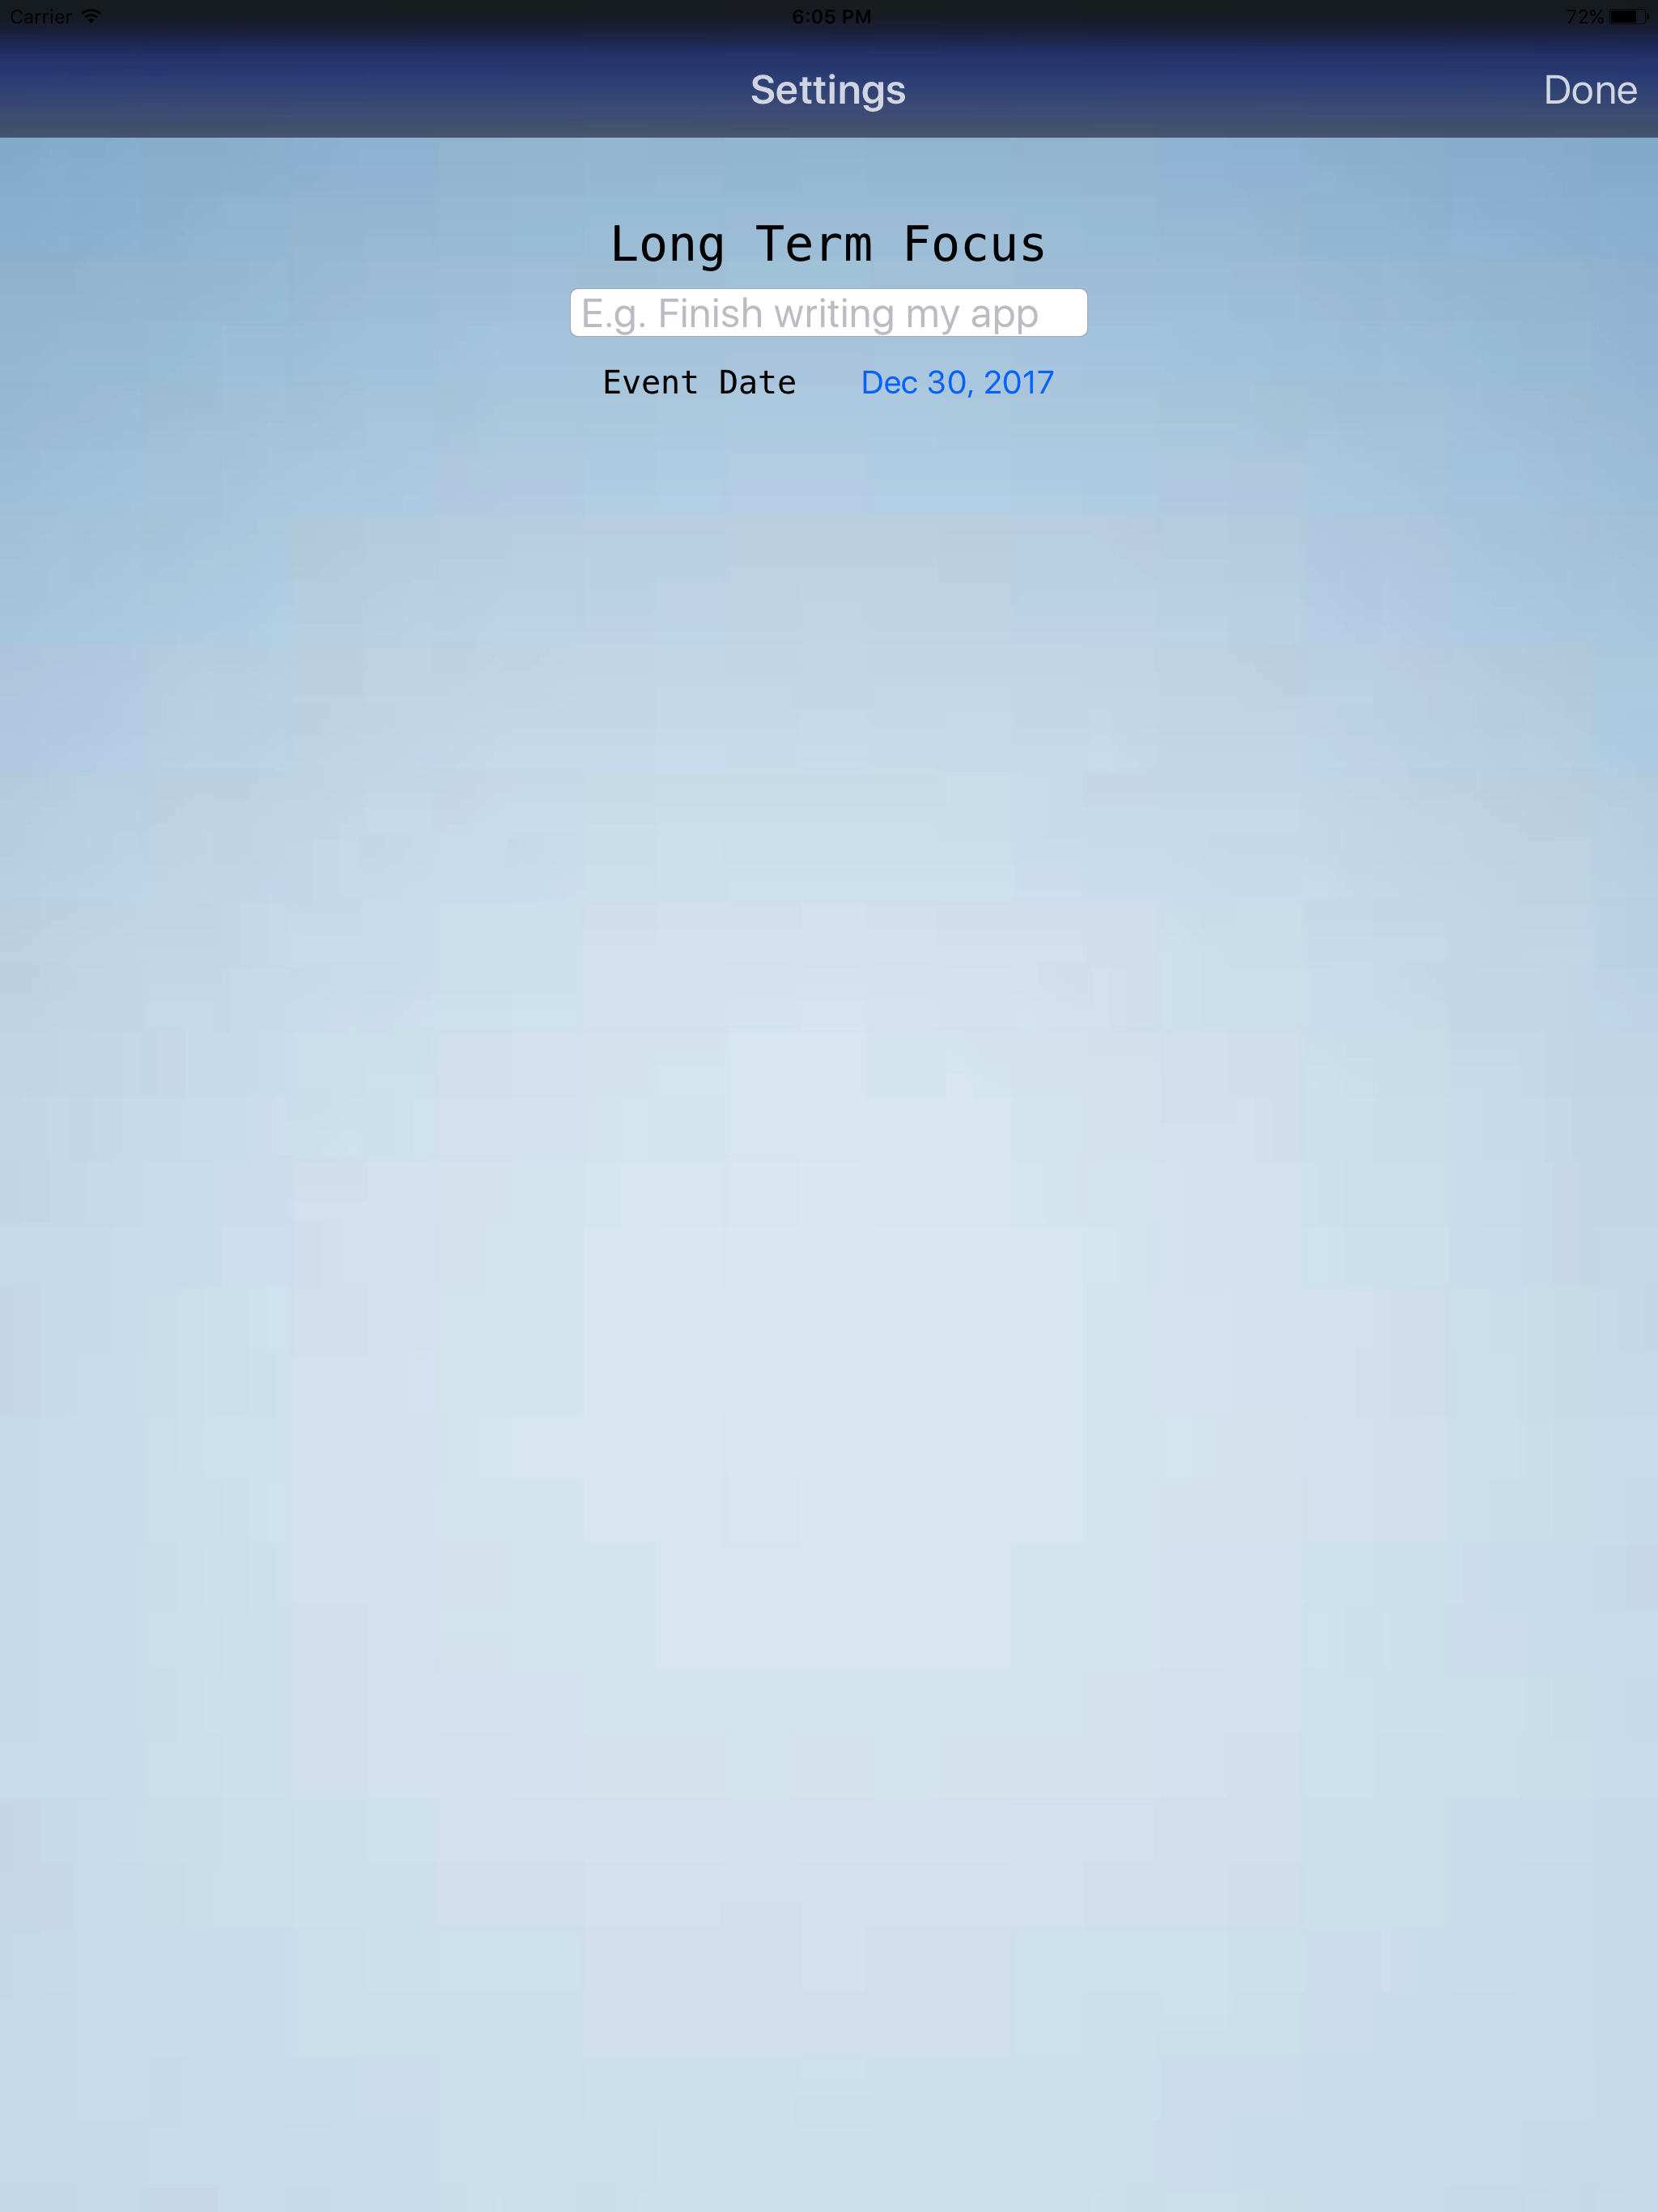 Carrier 6:05 PM 72%
Settings Done
Long Term Focus
E.g. Finish writing my app
Event Date Dec 30, 2017